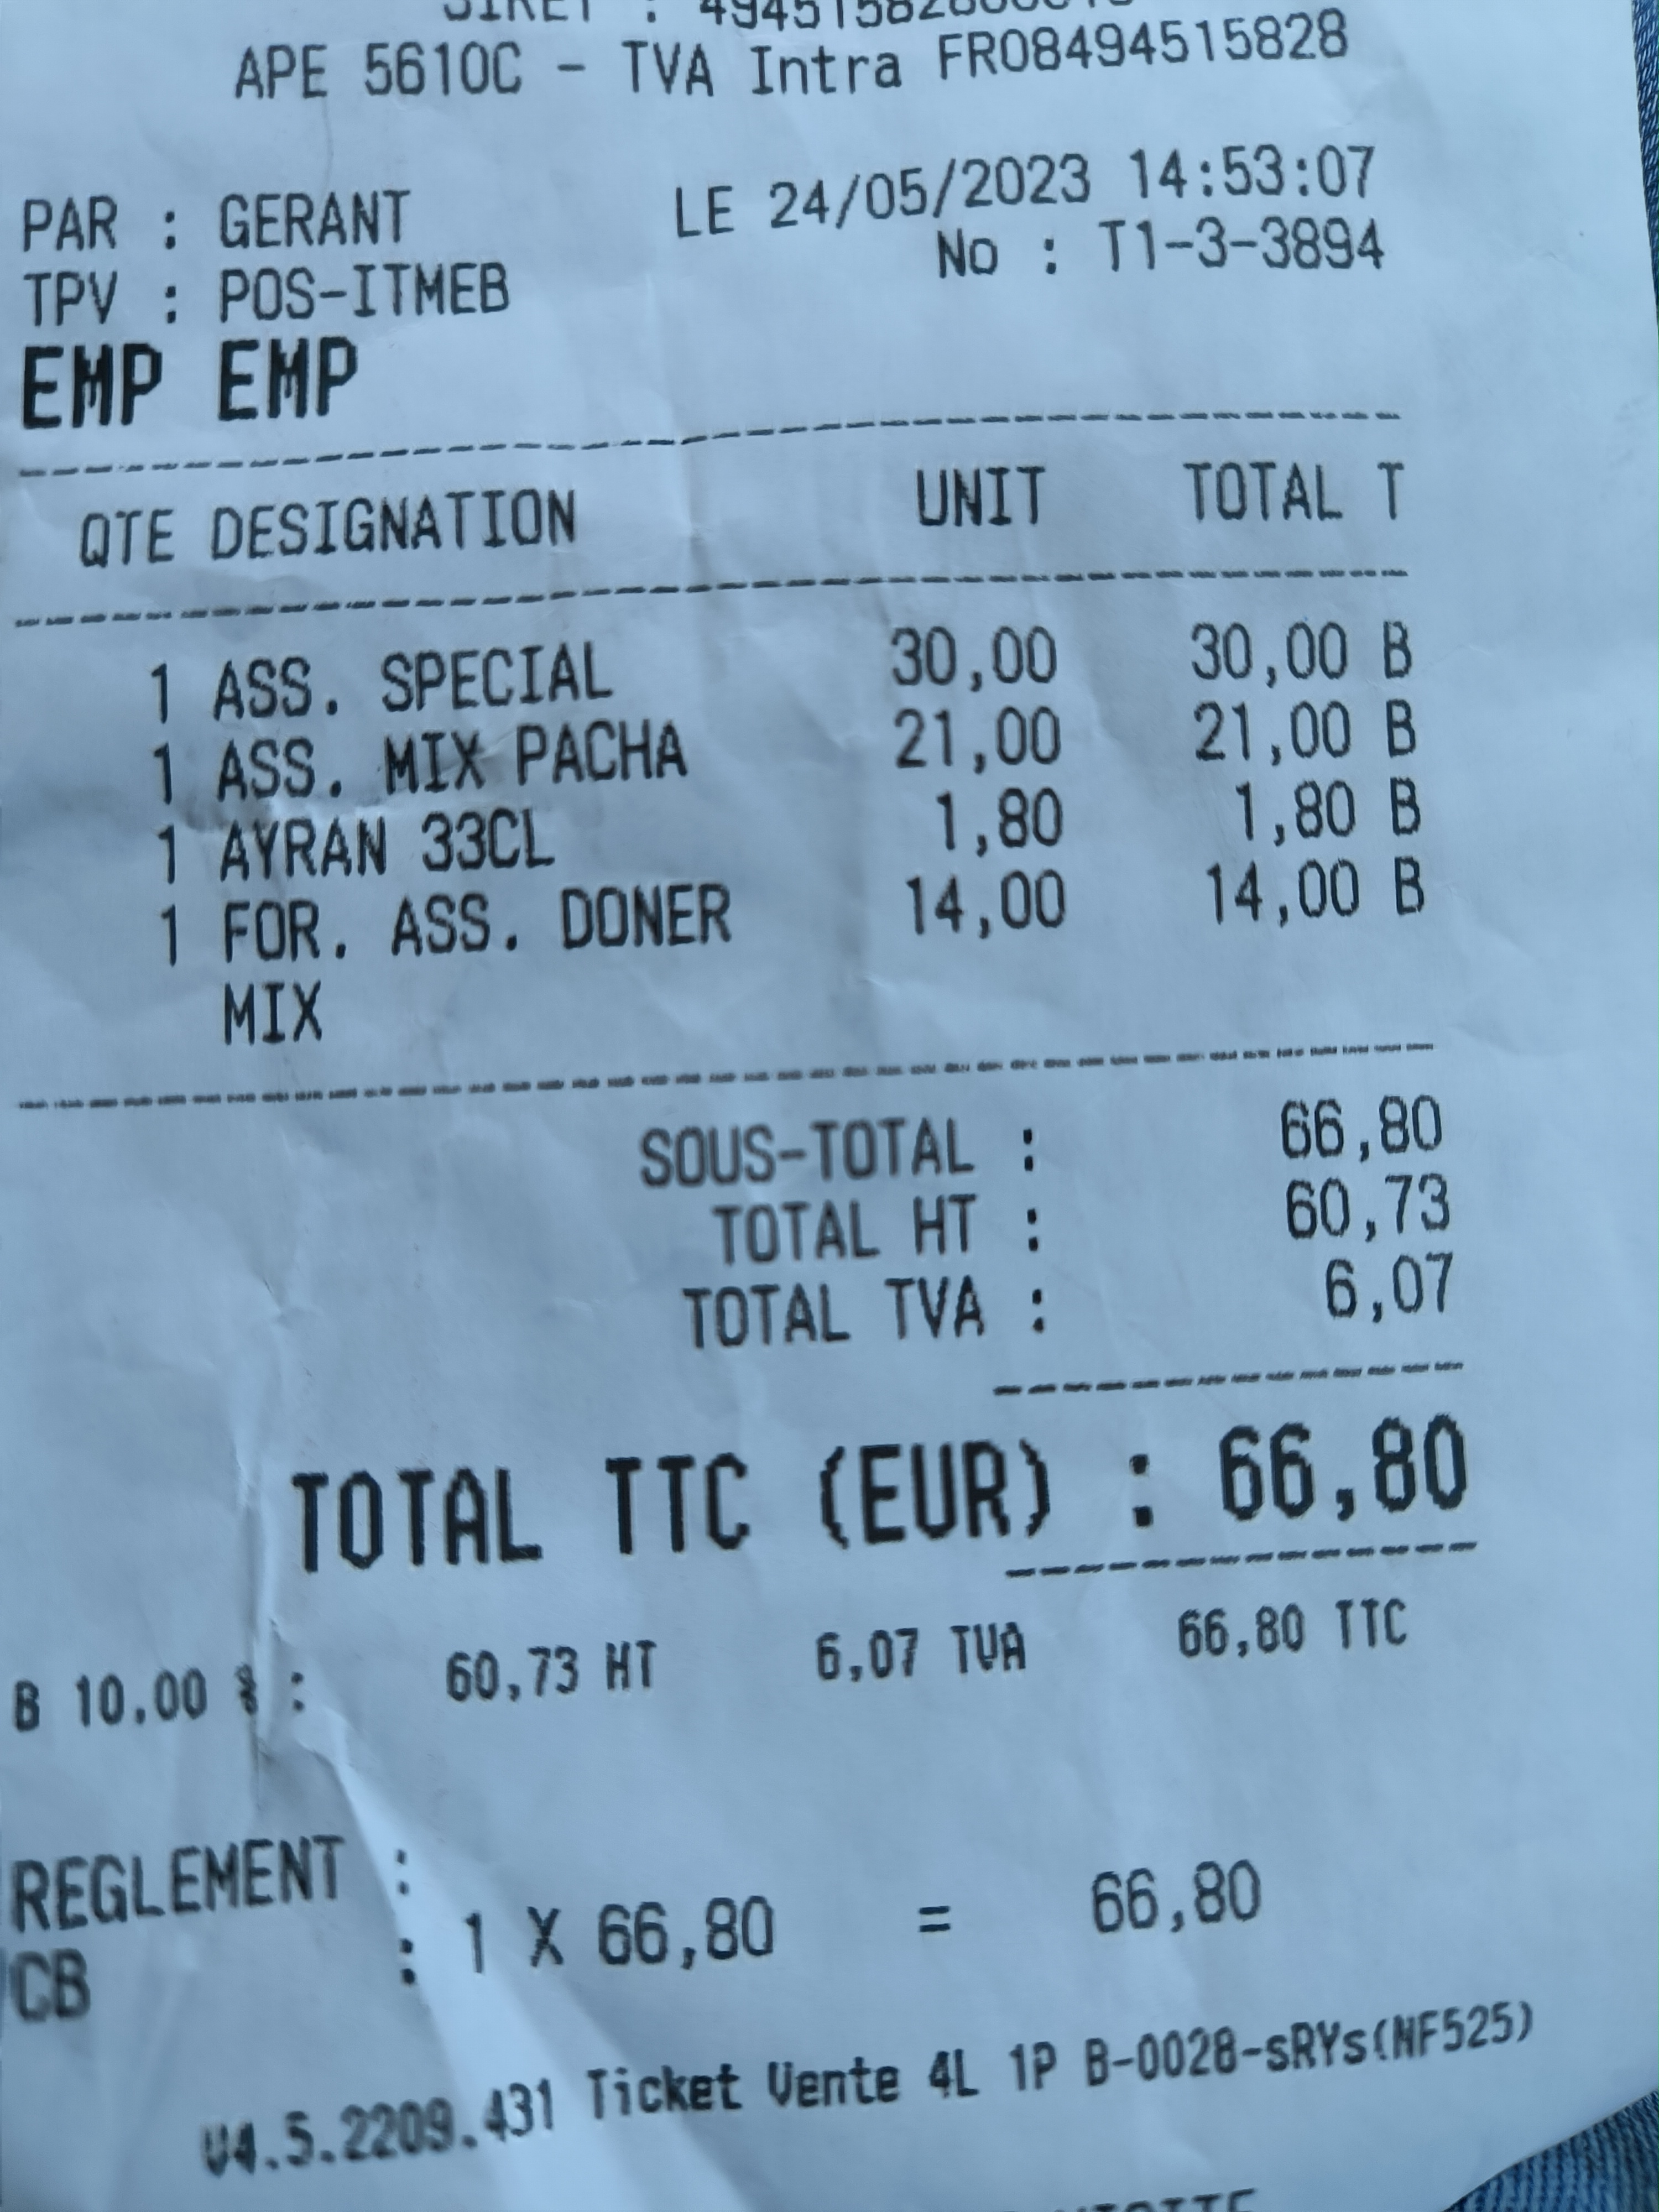 APE 5610C - TVA Intra FR08494515828
PAR : GERANT LE 24/05/2023 14:53:07
TPV : POS-ITMEB No : T1-3-3894
EMP EMP
QTE DESIGNATION UNIT TOTAL T
1 ASS. SPECIAL 30,00 30,00 B
1 ASS. MIX PACHA 21,00 21,00 B
1 AYRAN 33CL 1,80 1,80 B
1 FOR. ASS. DONER 14,00 14,00 B
MIX
SOUS-TOTAL : 66,80
TOTAL HT : 60,73
TOTAL TVA : 6,07
TOTAL TTC (EUR) : 66,80
B 10.00 % : 60,73 HT 6,07 TVA 66,80 TTC
REGLEMENT :
CB : 1 X 66,80 = 66,80
V4.5.2209.431 Ticket Vente 4L 1P B-0028-sRYs(NF525)